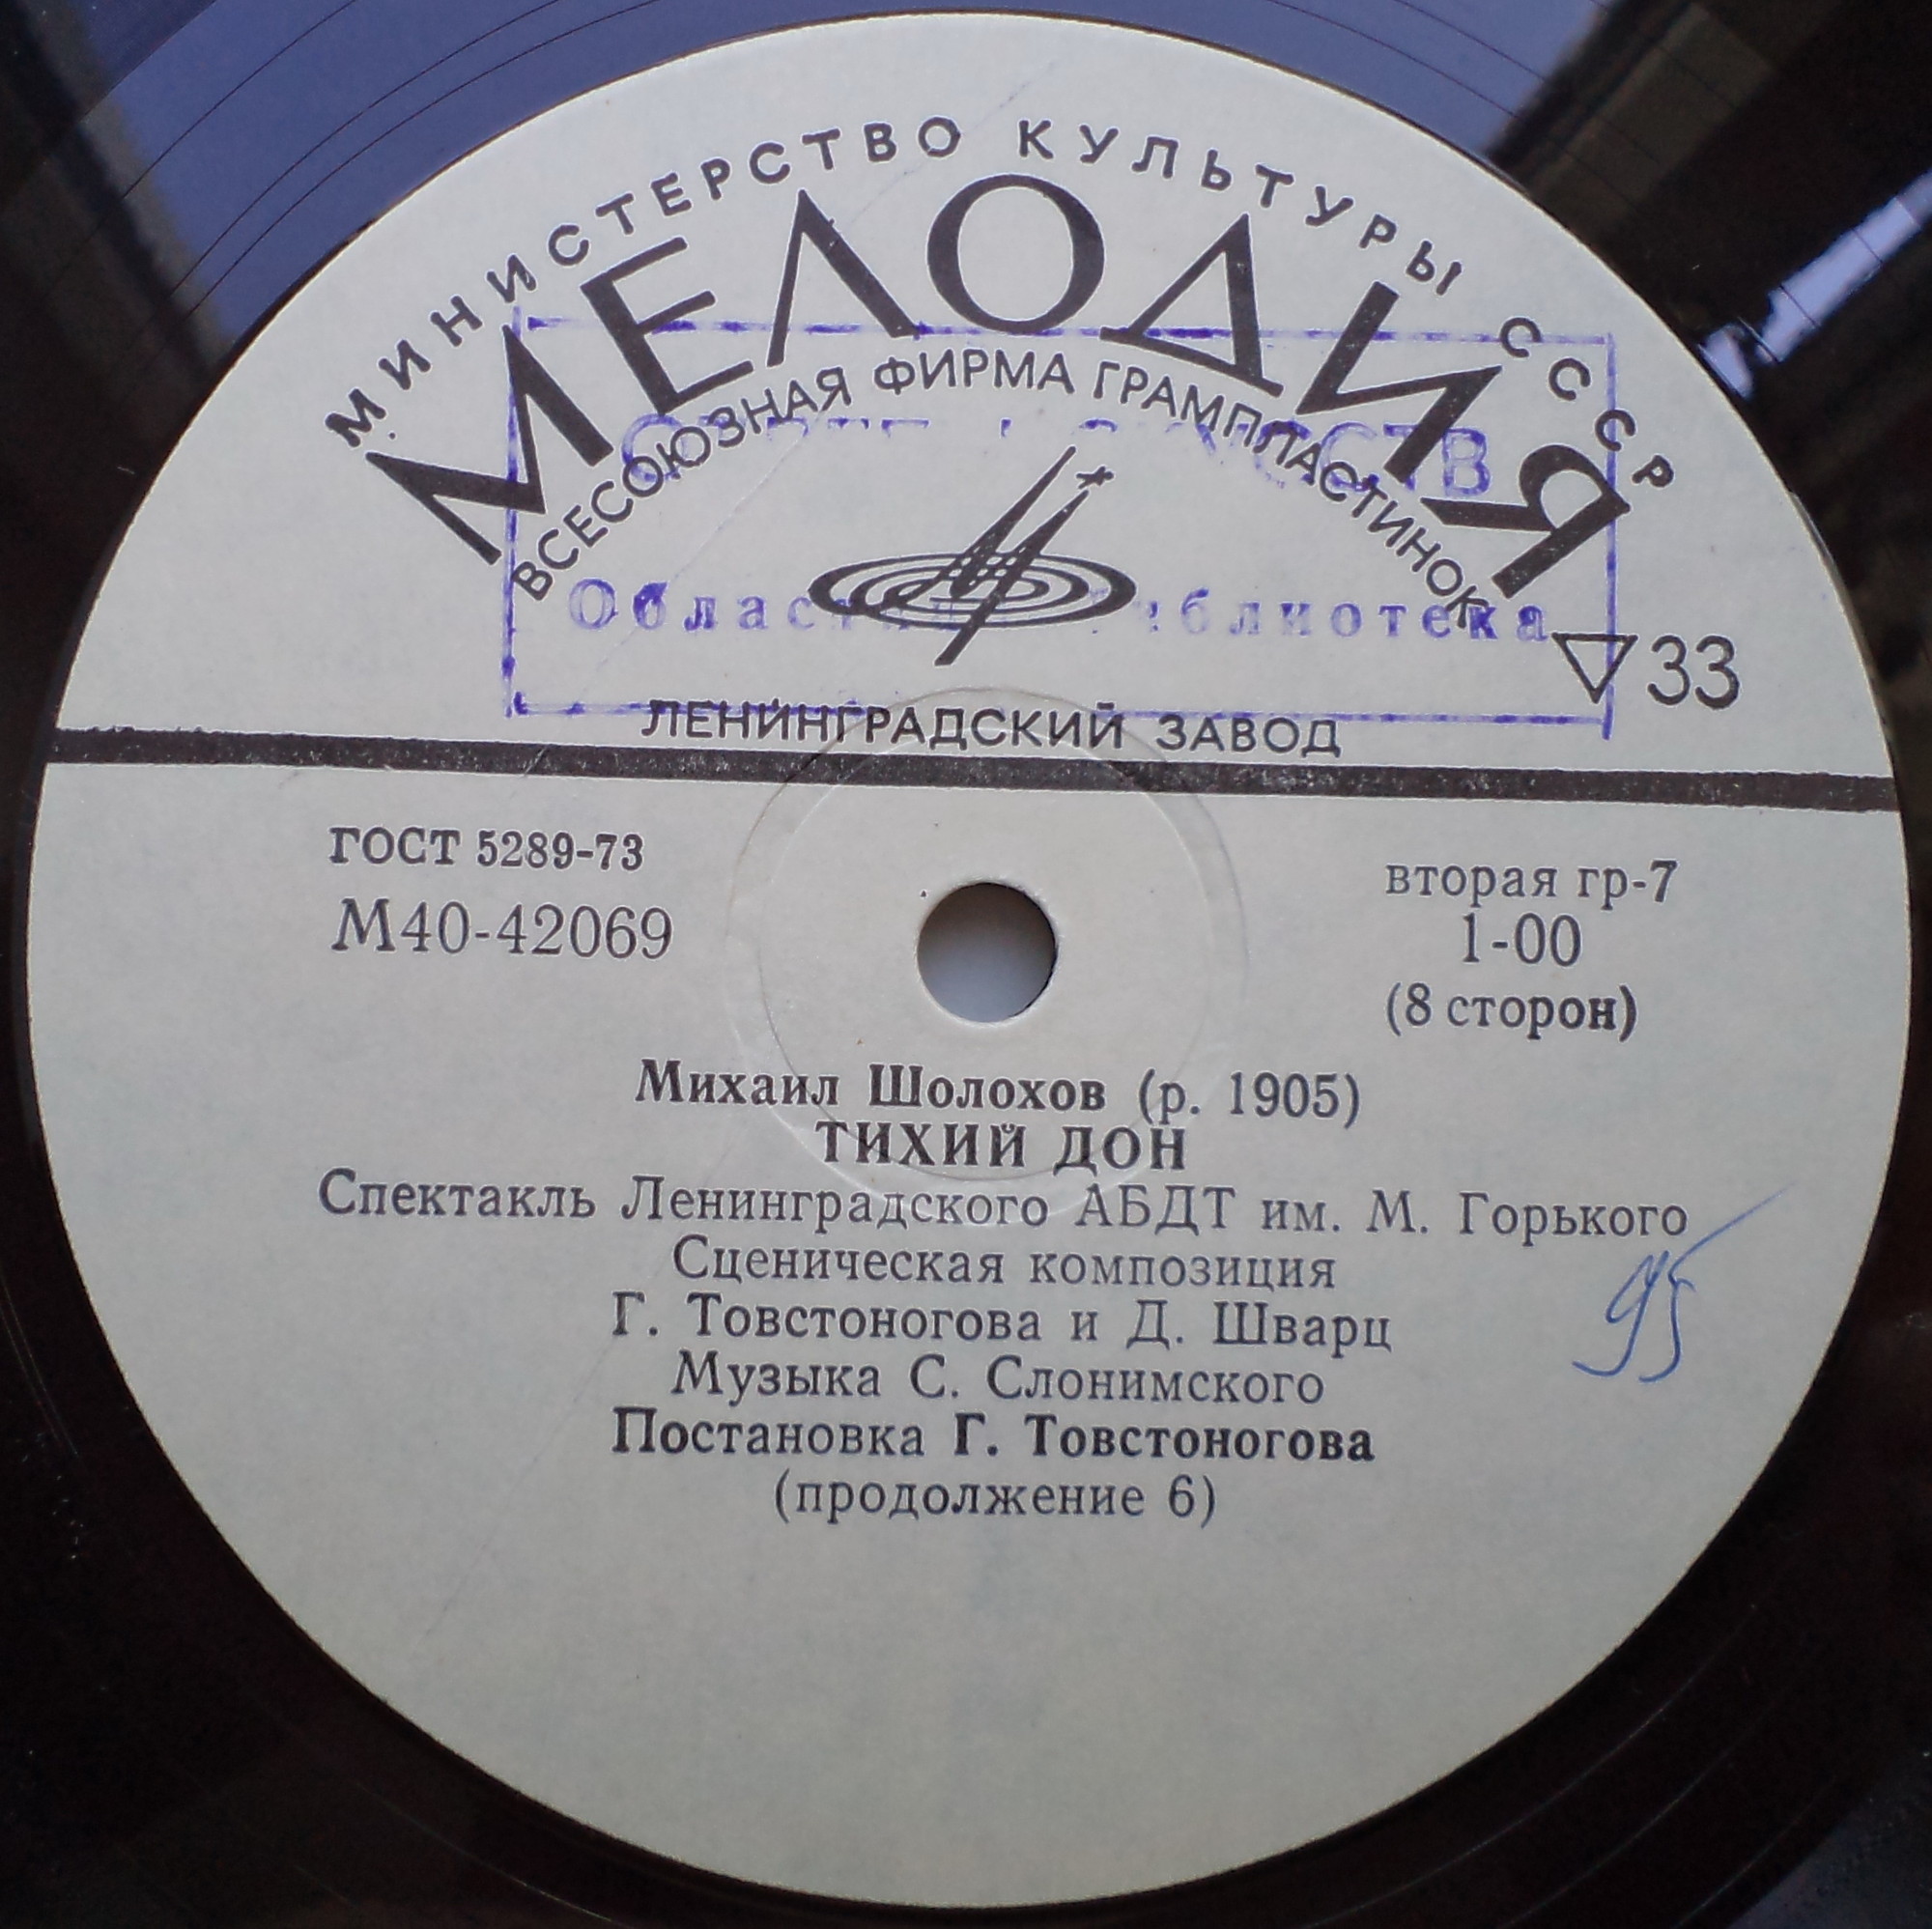 МИНИСТЕРСТВО КУЛЬТУРЫ СССР
МЕЛОДИЯ
ВСЕСОЮЗНАЯ ФИРМА ГРАМПЛАСТИНОК
библиотека
33
ЛЕНИНГРАДСКИЙ ЗАВОД
ГОСТ 5289-73
М40-42069
вторая гр-7
1-00
(8 сторон)
Михаил Шолохов (р. 1905)
ТИХИЙ ДОН
Спектакль Ленинградского АБДТ им. М. Горького
Сценическая композиция
Г. Товстоногова и Д. Шварц
Музыка С. Слонимского
Постановка Г. Товстоногова
(продолжение 6)
95